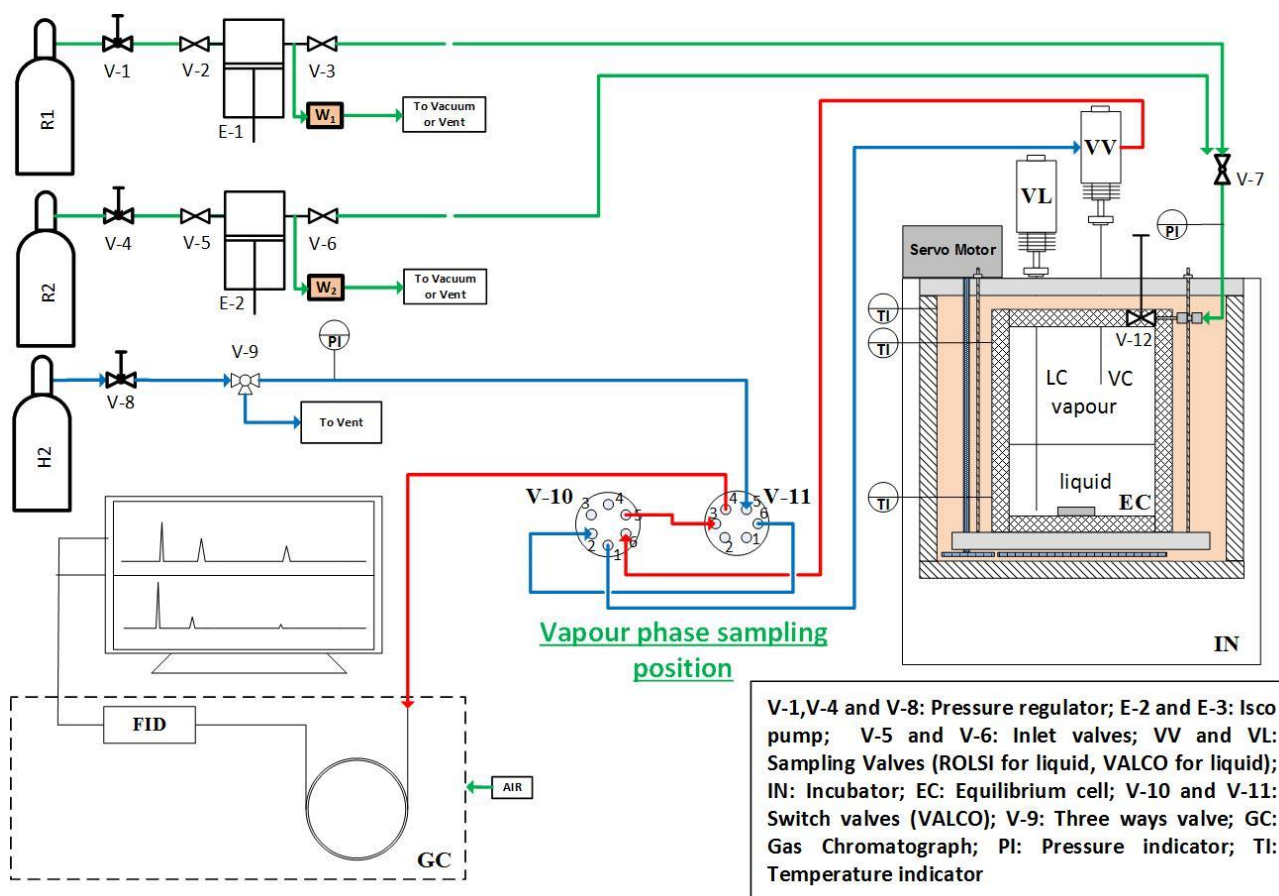 R1
V-1
V-2
E-1
V-3
W1
To Vacuum
or Vent
R2
V-4
V-5
E-2
V-6
W2
To Vacuum
or Vent
H2
V-8
V-9
PI
To Vent
VV
VL
V-7
PI
Servo Motor
TI
TI
TI
V-12
LC
VC
vapour
liquid
EC
IN
V-10
3
4
5
2
1
6
V-11
4
5
3
6
2
1
Vapour phase sampling
position
FID
AIR
GC
V-1,V-4 and V-8: Pressure regulator; E-2 and E-3: Isco
pump; V-5 and V-6: Inlet valves; VV and VL:
Sampling Valves (ROLSI for liquid, VALCO for liquid);
IN: Incubator; EC: Equilibrium cell; V-10 and V-11:
Switch valves (VALCO); V-9: Three ways valve; GC:
Gas Chromatograph; PI: Pressure indicator; TI:
Temperature indicator